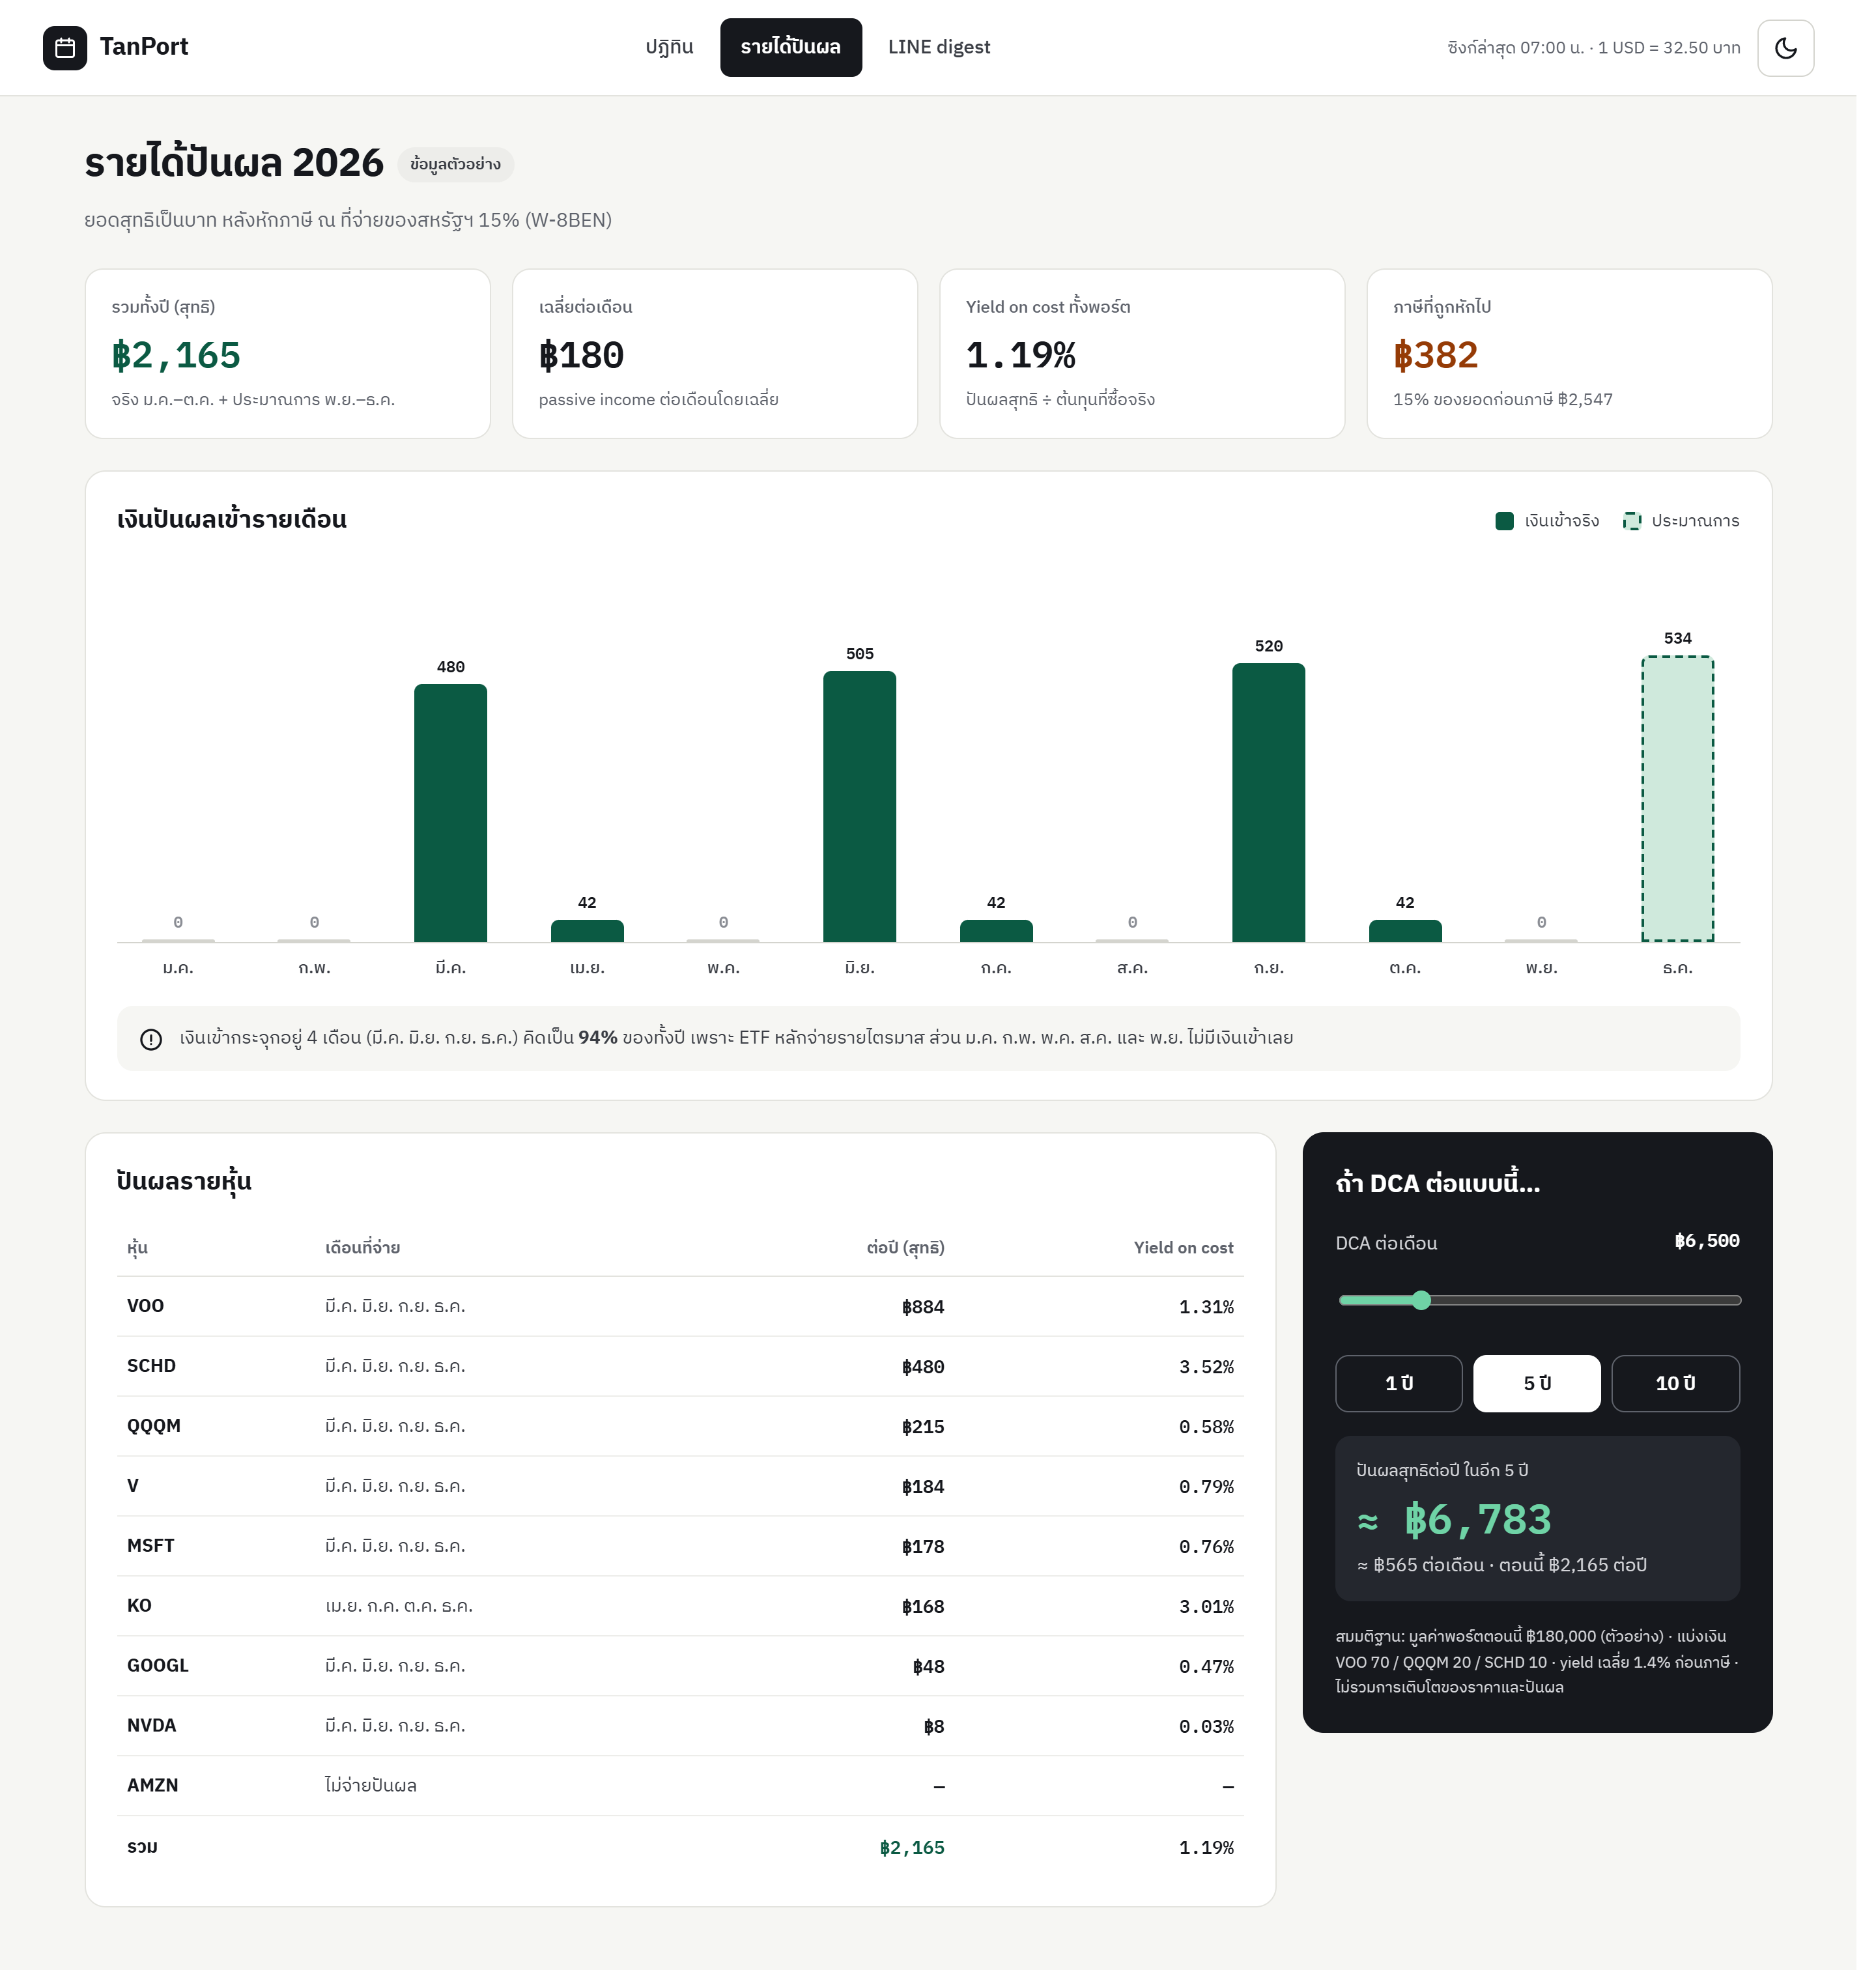 TanPort
ปฏิทิน
รายได้ปันผล
LINE digest
ซิงก์ล่าสุด 07:00 น. · 1 USD = 32.50 บาท
รายได้ปันผล 2026
ข้อมูลตัวอย่าง
ยอดสุทธิเป็นบาท หลังหักภาษี ณ ที่จ่ายของสหรัฐฯ 15% (W-8BEN)
รวมทั้งปี (สุทธิ)
฿2,165
จริง ม.ค.–ต.ค. + ประมาณการ พ.ย.–ธ.ค.
เฉลี่ยต่อเดือน
฿180
passive income ต่อเดือนโดยเฉลี่ย
Yield on cost ทั้งพอร์ต
1.19%
ปันผลสุทธิ ÷ ต้นทุนที่ซื้อจริง
ภาษีที่ถูกหักไป
฿382
15% ของยอดก่อนภาษี ฿2,547
เงินปันผลเข้ารายเดือน
เงินเข้าจริง
ประมาณการ
0 0 480 42 0 505 42 0 520 42 0 534
ม.ค. ก.พ. มี.ค. เม.ย. พ.ค. มิ.ย. ก.ค. ส.ค. ก.ย. ต.ค. พ.ย. ธ.ค.
เงินเข้ากระจุกอยู่ 4 เดือน (มี.ค. มิ.ย. ก.ย. ธ.ค.) คิดเป็น 94% ของทั้งปี เพราะ ETF หลักจ่ายรายไตรมาส ส่วน ม.ค. ก.พ. พ.ค. ส.ค. และ พ.ย. ไม่มีเงินเข้าเลย
ปันผลรายหุ้น
หุ้น เดือนที่จ่าย ต่อปี (สุทธิ) Yield on cost
VOO มี.ค. มิ.ย. ก.ย. ธ.ค. ฿884 1.31%
SCHD มี.ค. มิ.ย. ก.ย. ธ.ค. ฿480 3.52%
QQQM มี.ค. มิ.ย. ก.ย. ธ.ค. ฿215 0.58%
V มี.ค. มิ.ย. ก.ย. ธ.ค. ฿184 0.79%
MSFT มี.ค. มิ.ย. ก.ย. ธ.ค. ฿178 0.76%
KO เม.ย. ก.ค. ต.ค. ธ.ค. ฿168 3.01%
GOOGL มี.ค. มิ.ย. ก.ย. ธ.ค. ฿48 0.47%
NVDA มี.ค. มิ.ย. ก.ย. ธ.ค. ฿8 0.03%
AMZN ไม่จ่ายปันผล – –
รวม ฿2,165 1.19%
ถ้า DCA ต่อแบบนี้...
DCA ต่อเดือน ฿6,500
1 ปี
5 ปี
10 ปี
ปันผลสุทธิต่อปี ในอีก 5 ปี
≈ ฿6,783
≈ ฿565 ต่อเดือน · ตอนนี้ ฿2,165 ต่อปี
สมมติฐาน: มูลค่าพอร์ตตอนนี้ ฿180,000 (ตัวอย่าง) · แบ่งเงิน
VOO 70 / QQQM 20 / SCHD 10 · yield เฉลี่ย 1.4% ก่อนภาษี ·
ไม่รวมการเติบโตของราคาและปันผล